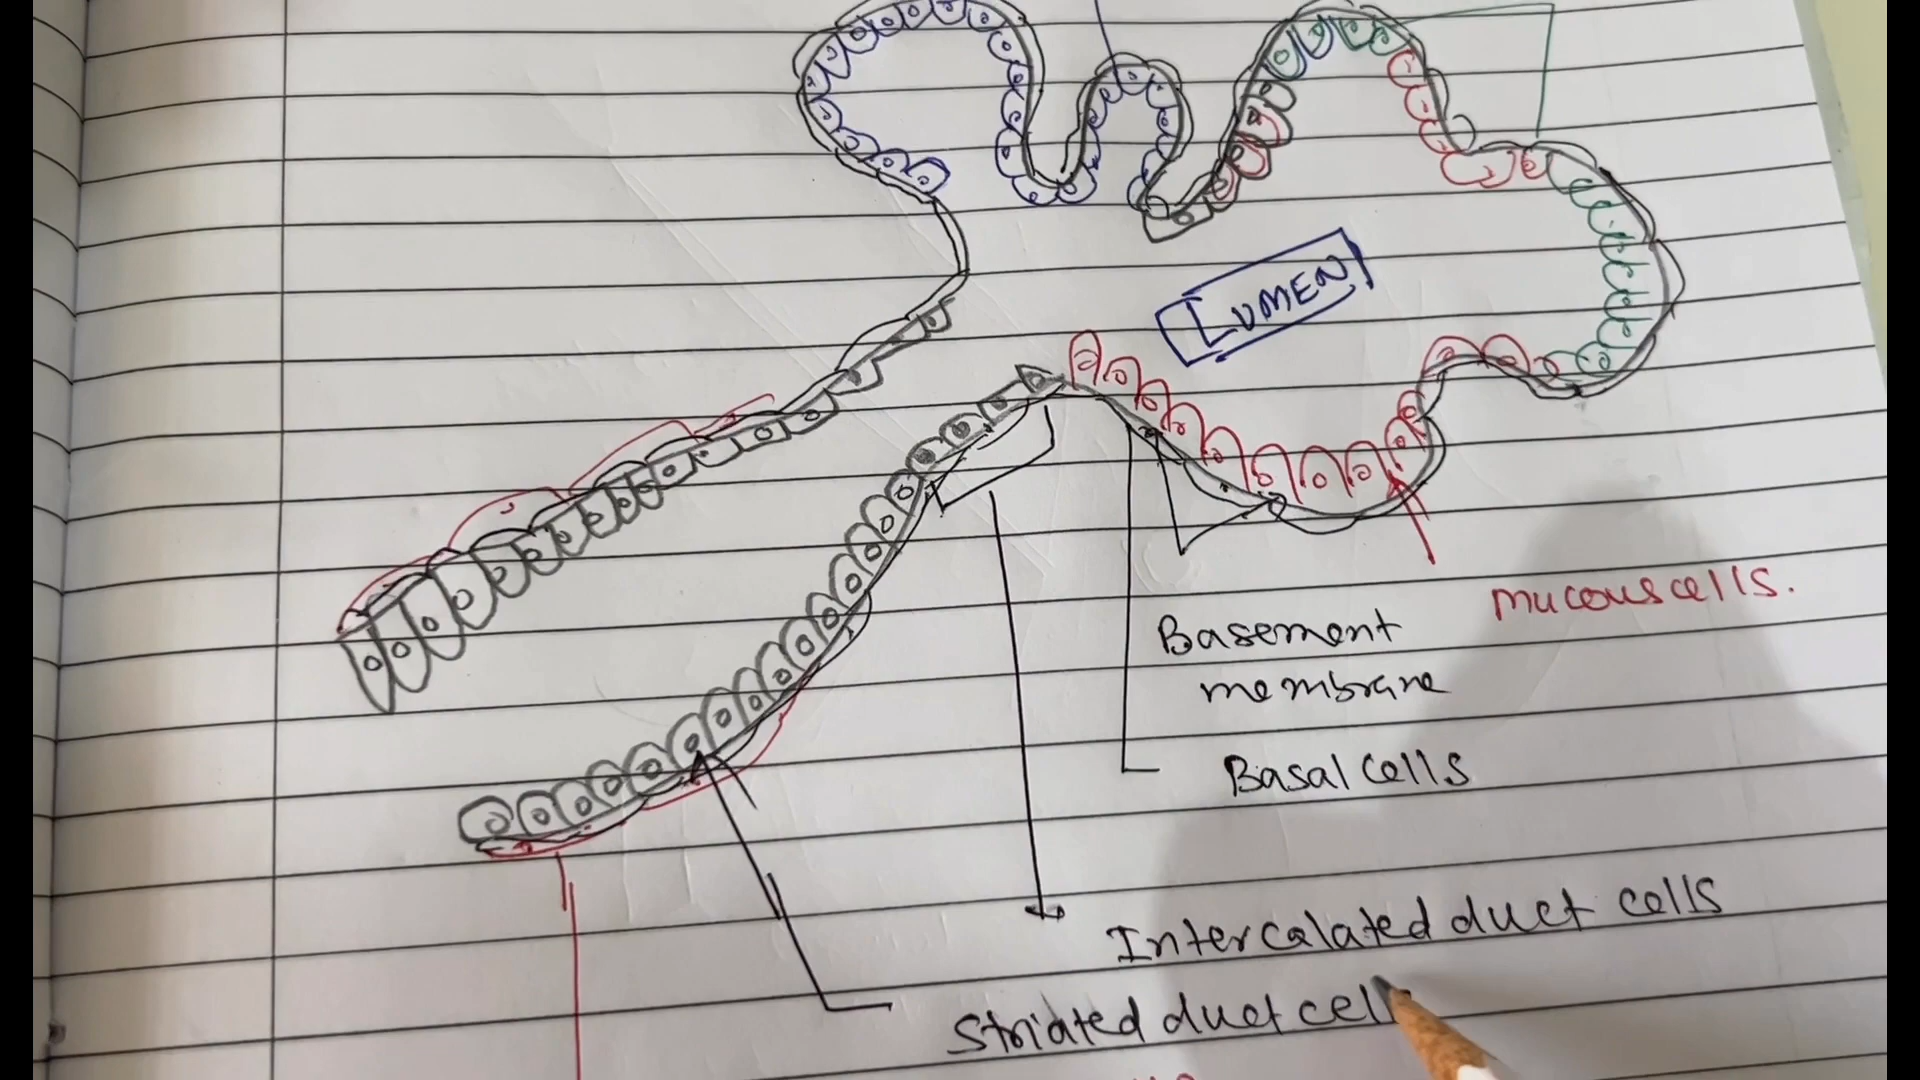 LUMEN
mucous cells.
Basement
membrane
Basal cells
Intercalated duct cells
Striated duct cell